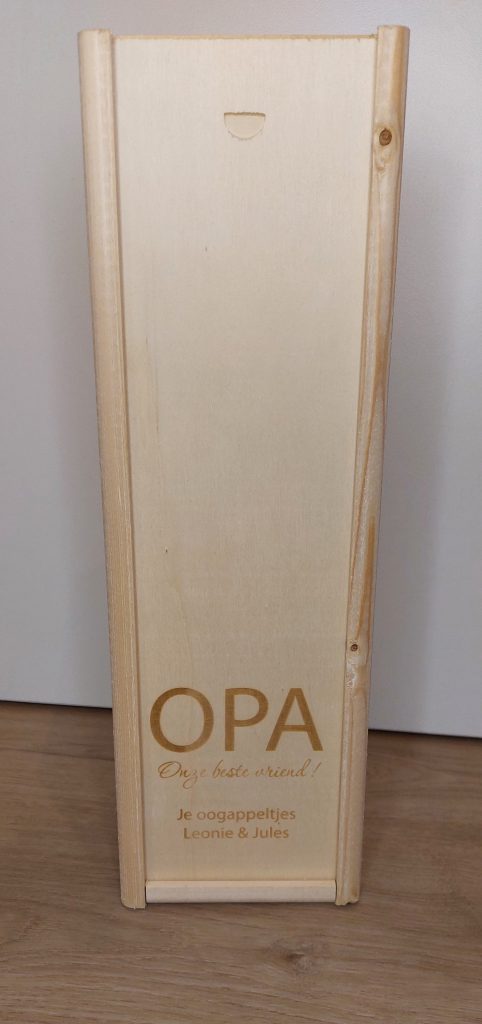 OPA
Onze beste vriend!
Je oogappeltjes
Leonie & Jules